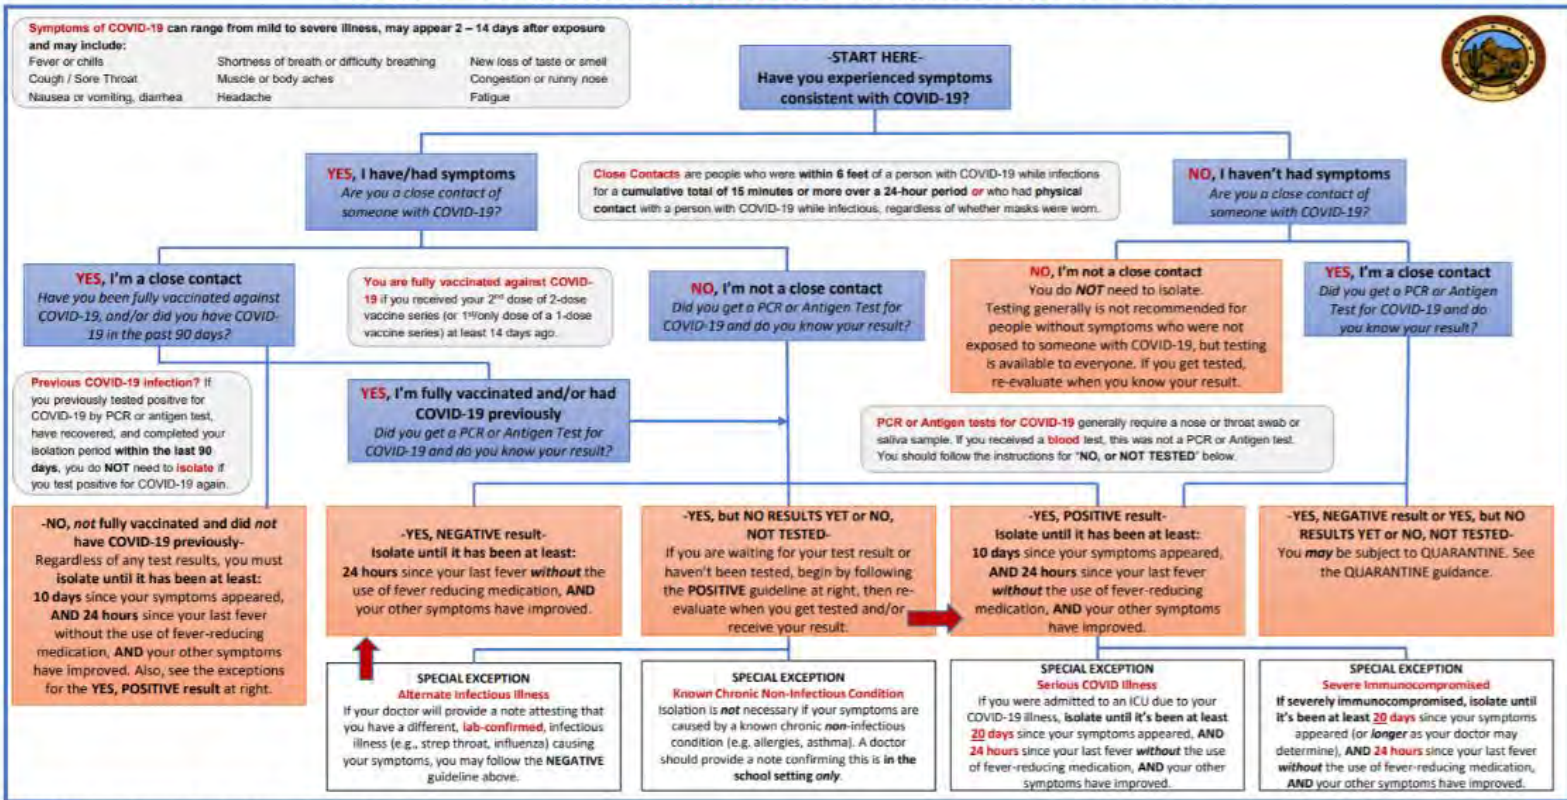 Symptoms of COVID-19 can range from mild to severe illness, may appear 2 – 14 days after exposure
and may include:
Fever or chills
Shortness of breath or difficulty breathing
New loss of taste or smell
Cough / Sore Throat
Muscle or body aches
Congestion or runny nose
Nausea or vomiting, diarrhea
Headache
Fatigue
-START HERE-
Have you experienced symptoms
consistent with COVID-19?
YES, I have/had symptoms
Are you a close contact of
someone with COVID-19?
Close Contacts are people who were within 6 feet of a person with COVID-19 while infections
for a cumulative total of 15 minutes or more over a 24-hour period or who had physical
contact with a person with COVID-19 while infectious, regardless of whether masks were worn.
NO, I haven't had symptoms
Are you a close contact of
someone with COVID-19?
YES, I'm a close contact
Have you been fully vaccinated against
COVID-19, and/or did you have COVID-
19 in the past 90 days?
You are fully vaccinated against COVID-
19 if you received your 2nd dose of 2-dose
vaccine series (or 1st/only dose of a 1-dose
vaccine series) at least 14 days ago.
NO, I'm not a close contact
Did you get a PCR or Antigen Test for
COVID-19 and do you know your result?
NO, I'm not a close contact
You do NOT need to isolate.
Testing generally is not recommended for
people without symptoms who were not
exposed to someone with COVID-19, but testing
is available to everyone. If you get tested,
re-evaluate when you know your result.
YES, I'm a close contact
Did you get a PCR or Antigen
Test for COVID-19 and do
you know your result?
Previous COVID-19 infection? If
you previously tested positive for
COVID-19 by PCR or antigen test,
have recovered, and completed your
isolation period within the last 90
days, you do NOT need to isolate if
you test positive for COVID-19 again.
YES, I'm fully vaccinated and/or had
COVID-19 previously
Did you get a PCR or Antigen Test for
COVID-19 and do you know your result?
PCR or Antigen tests for COVID-19 generally require a nose or throat swab or
saliva sample. If you received a blood test, this was not a PCR or Antigen test.
You should follow the instructions for "NO, or NOT TESTED" below.
-NO, not fully vaccinated and did not
have COVID-19 previously-
Regardless of any test results, you must
isolate until it has been at least:
10 days since your symptoms appeared,
AND 24 hours since your last fever
without the use of fever-reducing
medication, AND your other symptoms
have improved. Also, see the exceptions
for the YES, POSITIVE result at right.
-YES, NEGATIVE result-
Isolate until it has been at least:
24 hours since your last fever without the
use of fever reducing medication, AND
your other symptoms have improved.
-YES, but NO RESULTS YET or NO,
NOT TESTED-
If you are waiting for your test result or
haven't been tested, begin by following
the POSITIVE guideline at right, then re-
evaluate when you get tested and/or
receive your result.
-YES, POSITIVE result-
Isolate until it has been at least:
10 days since your symptoms appeared,
AND 24 hours since your last fever
without the use of fever-reducing
medication, AND your other symptoms
have improved.
-YES, NEGATIVE result or YES, but NO
RESULTS YET or NO, NOT TESTED-
You may be subject to QUARANTINE. See
the QUARANTINE guidance.
SPECIAL EXCEPTION
Alternate Infectious Illness
If your doctor will provide a note attesting that
you have a different, lab-confirmed, infectious
illness (e.g., strep throat, influenza) causing
your symptoms, you may follow the NEGATIVE
guideline above.
SPECIAL EXCEPTION
Known Chronic Non-Infectious Condition
Isolation is not necessary if your symptoms are
caused by a known chronic non-infectious
condition (e.g. allergies, asthma). A doctor
should provide a note confirming this is in the
school setting only.
SPECIAL EXCEPTION
Serious COVID Illness
If you were admitted to an ICU due to your
COVID-19 illness, isolate until it's been at least
20 days since your symptoms appeared, AND
24 hours since your last fever without the use
of fever-reducing medication, AND your other
symptoms have improved.
SPECIAL EXCEPTION
Severe Immunocompromised
If severely immunocompromised, isolate until
it's been at least 20 days since your symptoms
appeared (or longer as your doctor may
determine), AND 24 hours since your last fever
without the use of fever-reducing medication,
AND your other symptoms have improved.